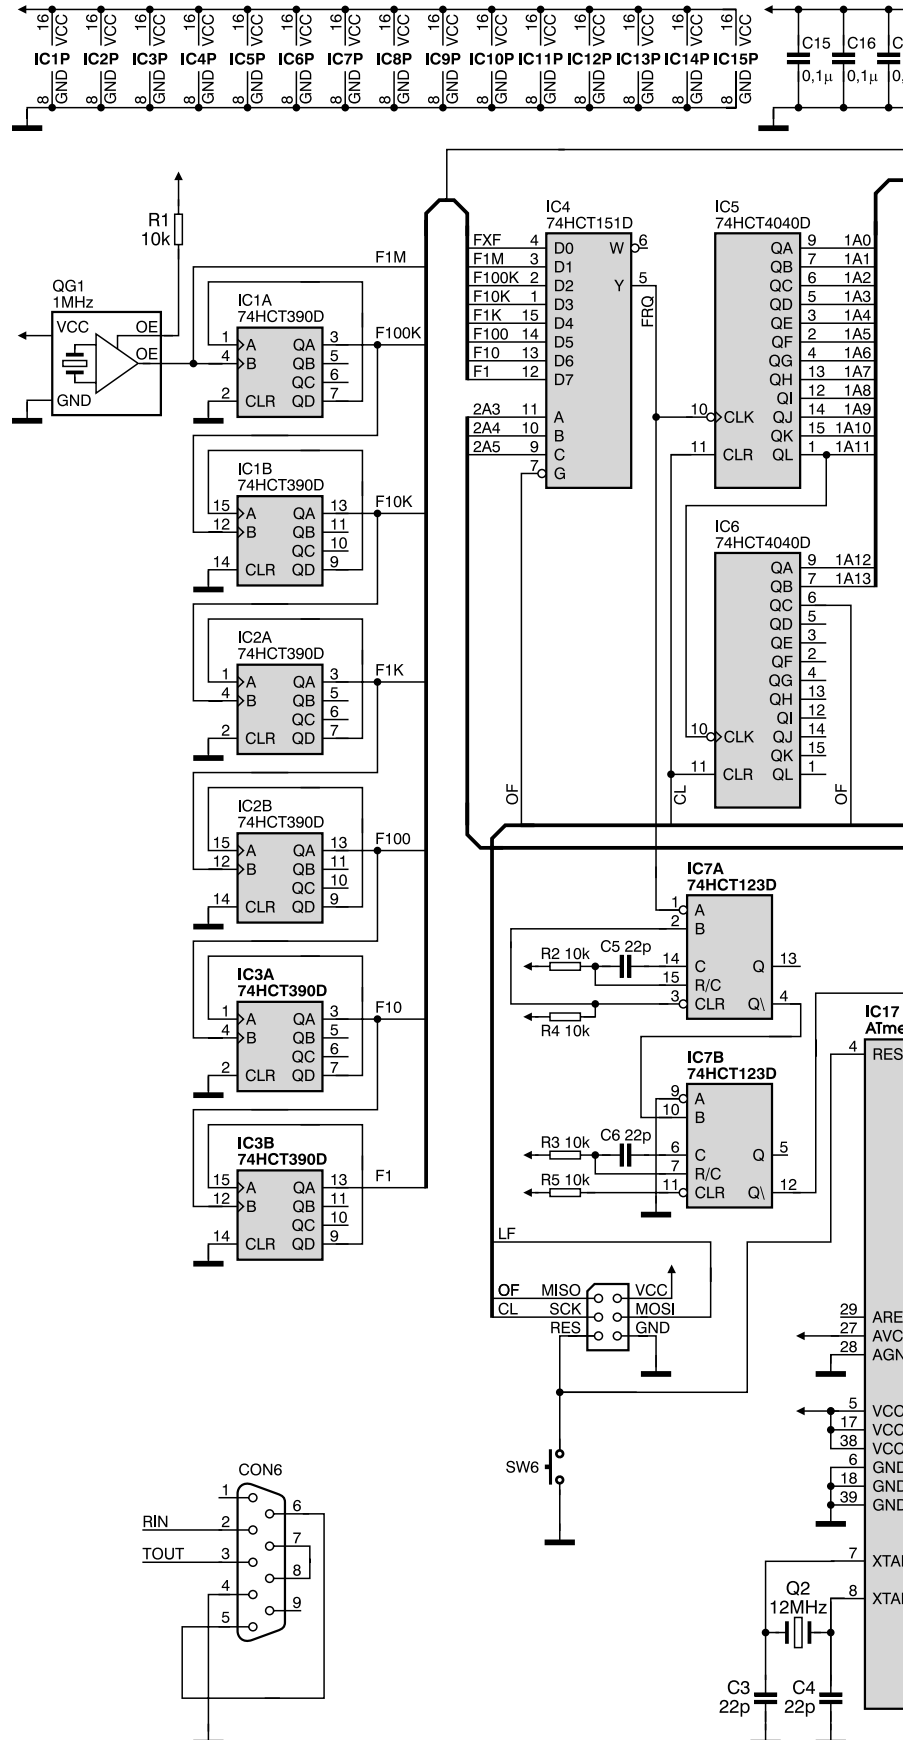 16 16 16 16 16 16 16 16 16 16 16 16 16 16 16
VCC VCC VCC VCC VCC VCC VCC VCC VCC VCC VCC VCC VCC VCC VCC
IC1P IC2P IC3P IC4P IC5P IC6P IC7P IC8P IC9P IC10P IC11P IC12P IC13P IC14P IC15P
8 8 8 8 8 8 8 8 8 8 8 8 8 8 8
GND GND GND GND GND GND GND GND GND GND GND GND GND GND GND
C15 C16 C
0,1µ 0,1µ 0,
R1
10k
QG1
1MHz
VCC OE
OE
GND
F1M
IC1A
74HCT390D
1 A QA 3 F100K
4 B QB 5
QC 6
2 CLR QD 7
IC1B
74HCT390D
15 A QA 13 F10K
12 B QB 11
QC 10
14 CLR QD 9
IC2A
74HCT390D
1 A QA 3 F1K
4 B QB 5
QC 6
2 CLR QD 7
IC2B
74HCT390D
15 A QA 13 F100
12 B QB 11
QC 10
14 CLR QD 9
IC3A
74HCT390D
1 A QA 3 F10
4 B QB 5
QC 6
2 CLR QD 7
IC3B
74HCT390D
15 A QA 13 F1
12 B QB 11
QC 10
14 CLR QD 9
IC4
74HCT151D
FXF 4 D0 W 6
F1M 3 D1
F100K 2 D2 Y 5
F10K 1 D3
F1K 15 D4
F100 14 D5
F10 13 D6
F1 12 D7
2A3 11 A
2A4 10 B
2A5 9 C
7 G
FRQ
OF
IC5
74HCT4040D
QA 9 1A0
QB 7 1A1
QC 6 1A2
QD 5 1A3
QE 3 1A4
QF 2 1A5
QG 4 1A6
QH 13 1A7
QI 12 1A8
10 CLK QJ 14 1A9
QK 15 1A10
11 CLR QL 1 1A11
IC6
74HCT4040D
QA 9 1A12
QB 7 1A13
QC 6
QD 5
QE 3
QF 2
QG 4
QH 13
QI 12
10 CLK QJ 14
QK 15
11 CLR QL 1
CL
OF
IC7A
74HCT123D
1 A
2 B
R2 10k C5 22p 14 C Q 13
15 R/C
3 CLR Q\ 4
R4 10k
IC7B
74HCT123D
9 A
10 B
R3 10k C6 22p 6 C Q 5
7 R/C
R5 10k 11 CLR Q\ 12
LF
OF MISO VCC
CL SCK MOSI
RES GND
SW6
IC17
ATme
4 RES
29 ARE
27 AVC
28 AGN
5 VCC
17 VCC
38 VCC
6 GND
18 GND
39 GND
7 XTAL
8 XTAL
Q2
12MHz
C3
22p
C4
22p
CON6
1
6
RIN 2
7
TOUT 3
8
4
9
5